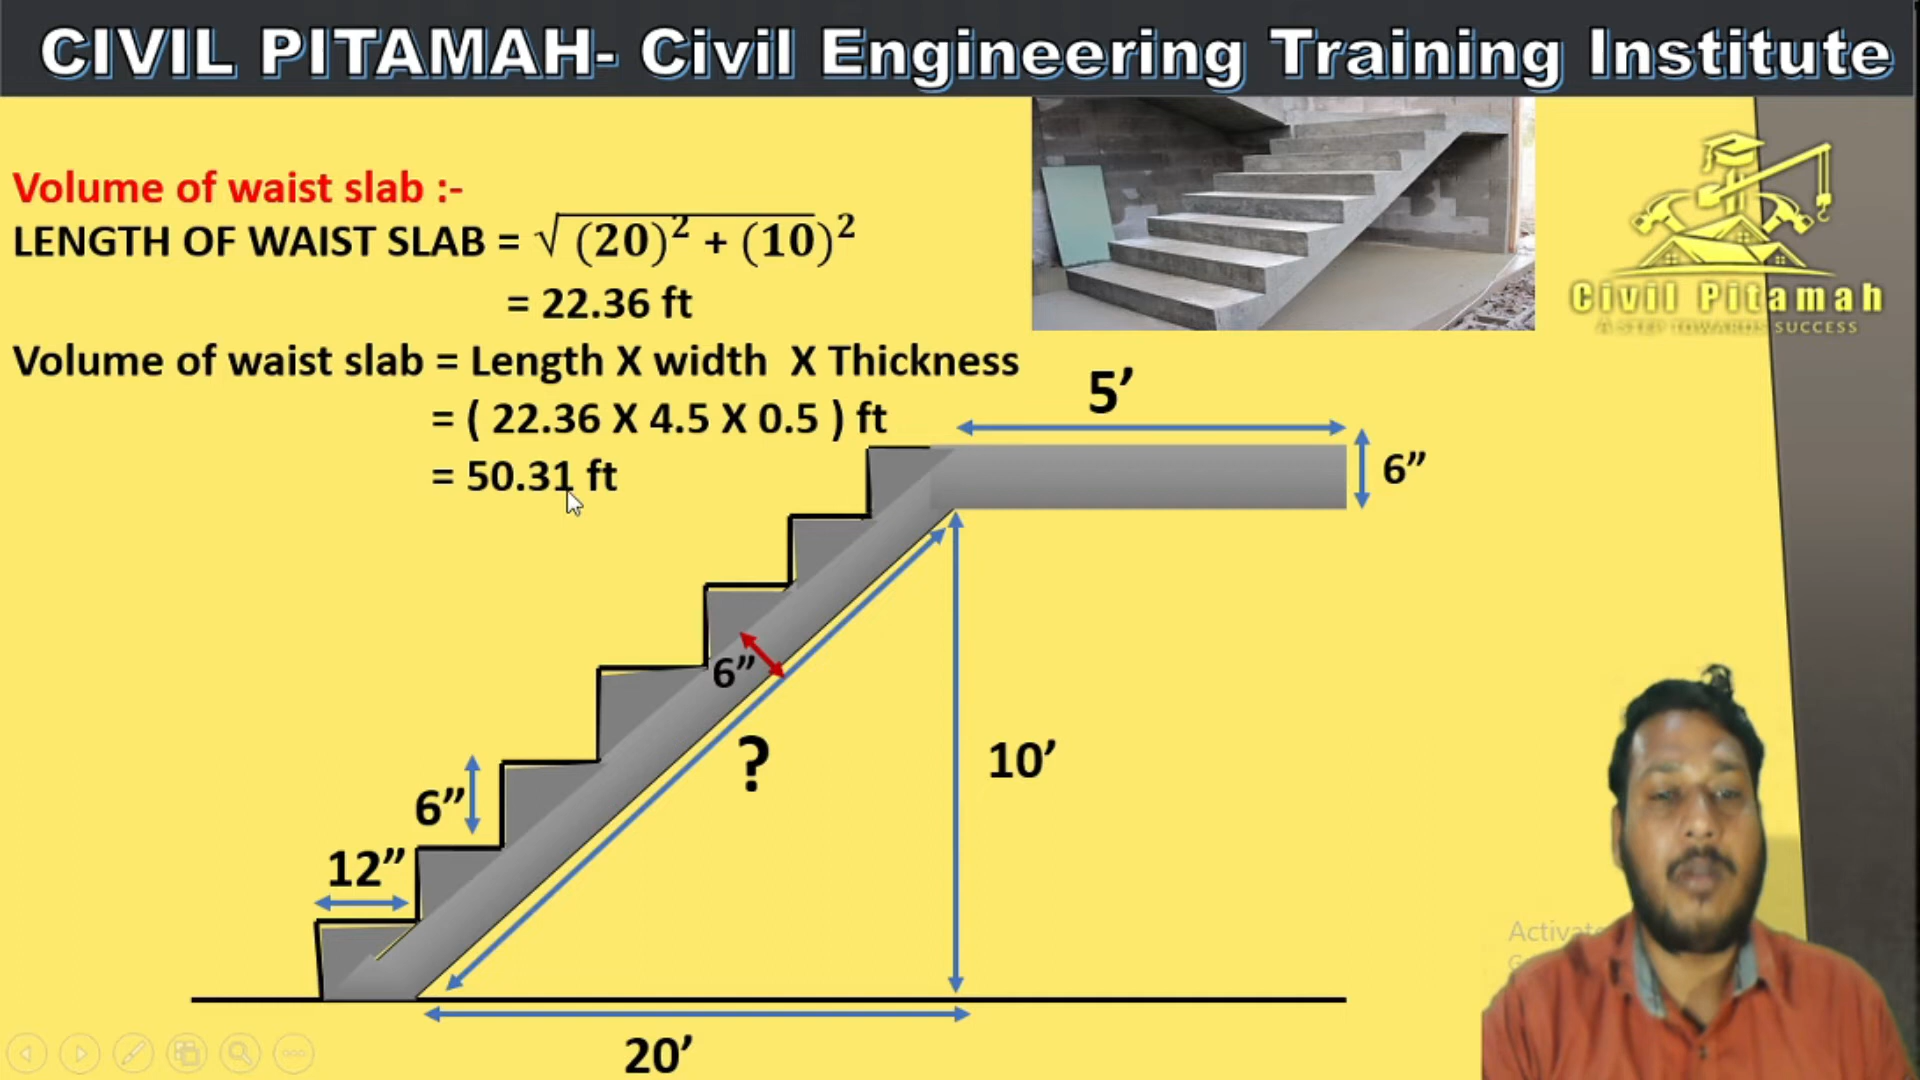 CIVIL PITAMAH- Civil Engineering Training Institute
Volume of waist slab :-
LENGTH OF WAIST SLAB = √(20)² + (10)²
= 22.36 ft
Volume of waist slab = Length X width X Thickness
= ( 22.36 X 4.5 X 0.5 ) ft
= 50.31 ft
Civil Pitamah
A STEP TOWARDS SUCCESS
5’
6”
6”
?
10’
6”
12”
20’